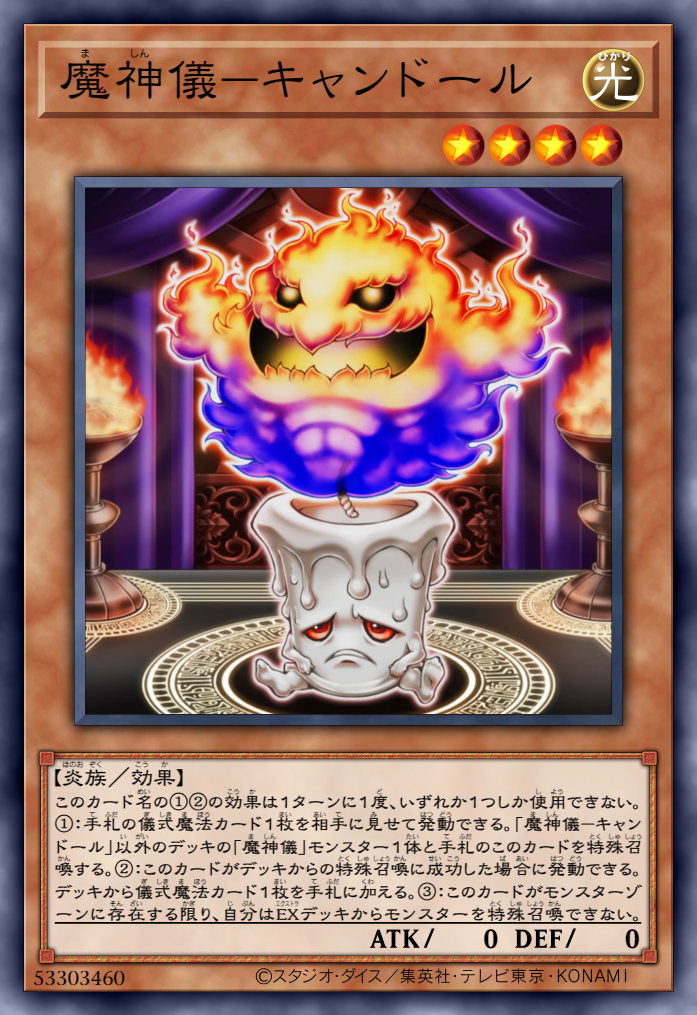 魔神儀－キャンドール
光
【炎族／効果】
このカード名の①②の効果は１ターンに１度、いずれか１つしか使用できない。
①：手札の儀式魔法カード１枚を相手に見せて発動できる。「魔神儀－キャン
ドール」以外のデッキの「魔神儀」モンスター１体と手札のこのカードを特殊召
喚する。②：このカードがデッキからの特殊召喚に成功した場合に発動できる。
デッキから儀式魔法カード１枚を手札に加える。③：このカードがモンスターゾ
ーンに存在する限り、自分はEXデッキからモンスターを特殊召喚できない。
ATK/ 0 DEF/ 0
53303460 ©スタジオ・ダイス／集英社・テレビ東京・KONAMI